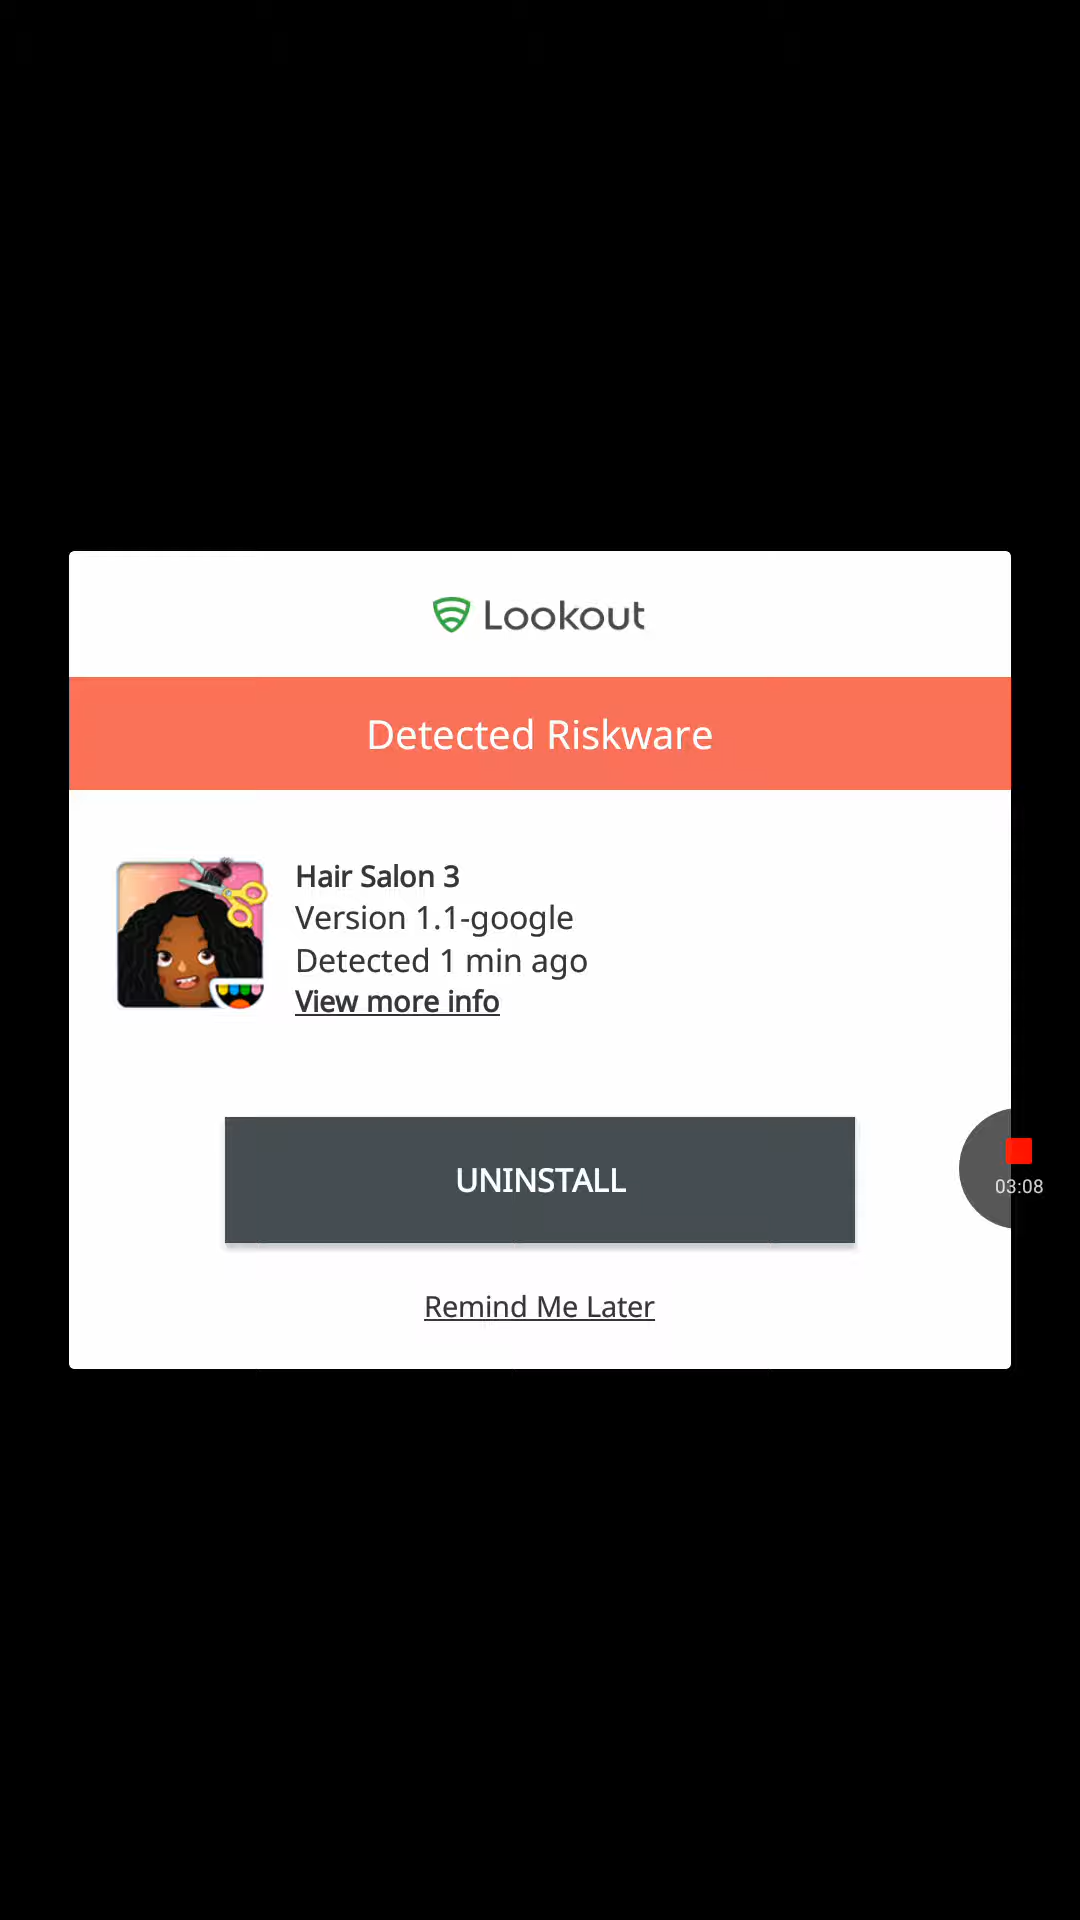 Lookout
Detected Riskware
Hair Salon 3
Version 1.1-google
Detected 1 min ago
View more info
UNINSTALL
03:08
Remind Me Later